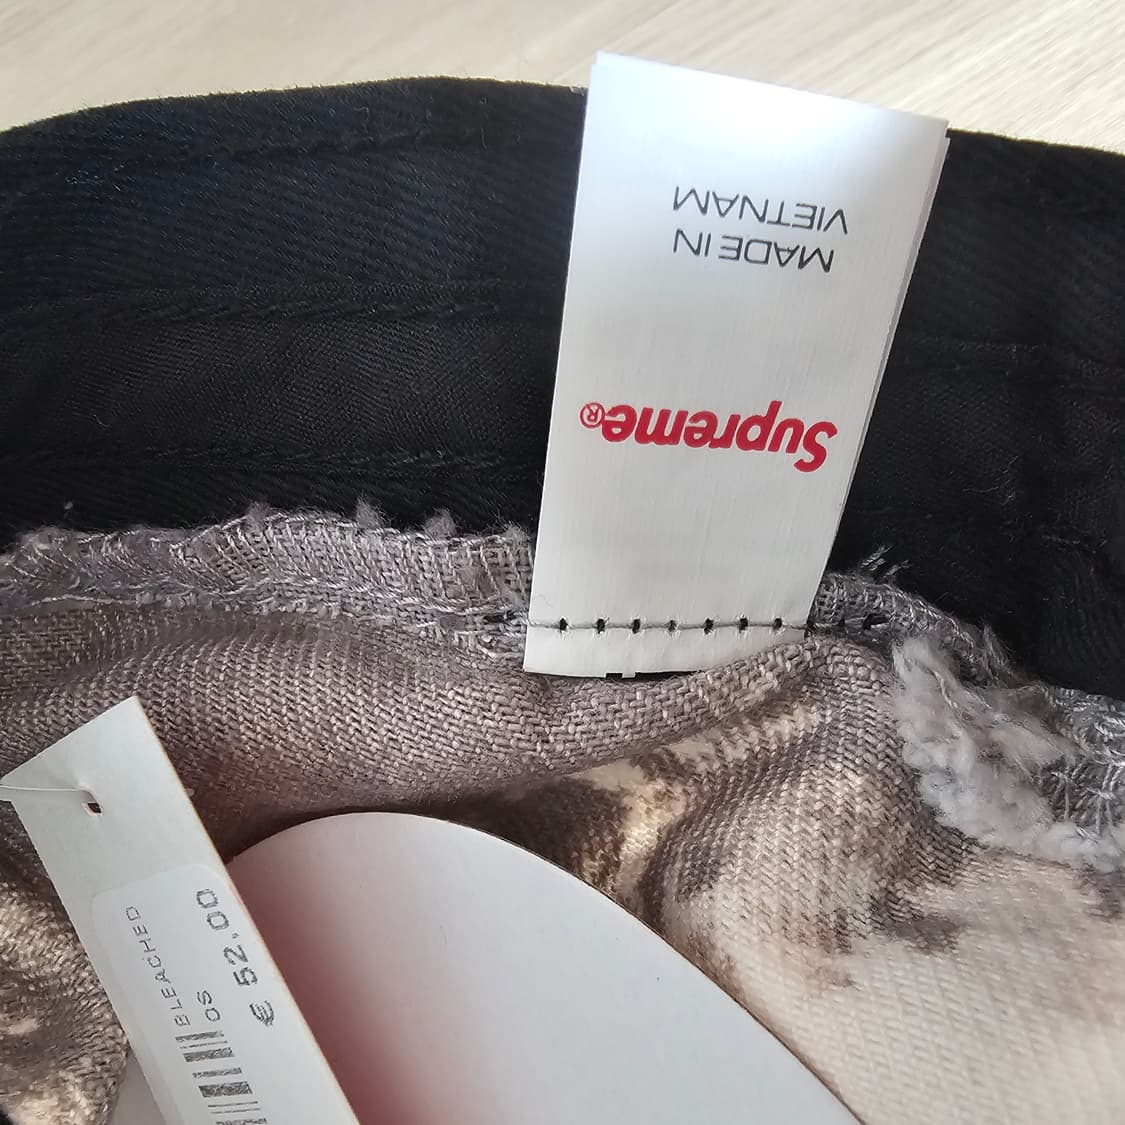 Supreme®
MADE IN
VIETNAM
BLEACHED
OS
€ 52,00